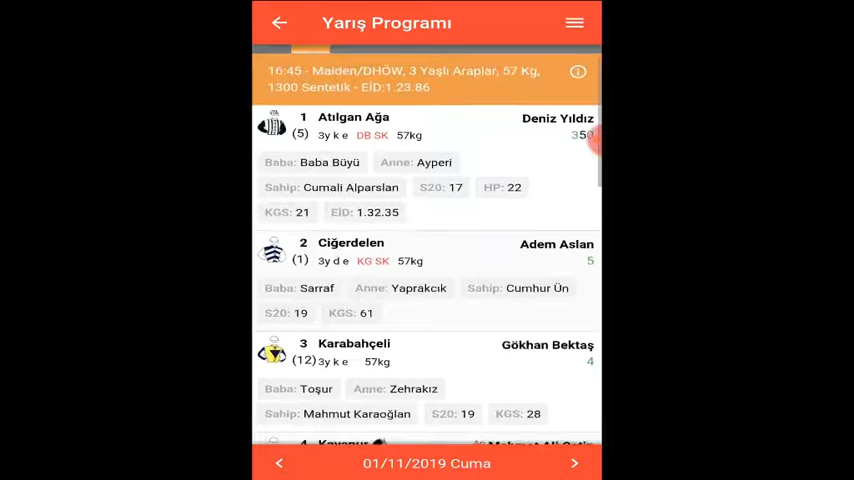 Yarış Programı
16:45 - Maiden/DHÖW, 3 Yaşlı Araplar, 57 Kg,
1300 Sentetik - EİD:1.23.86
1 Atılgan Ağa Deniz Yıldız
(5) 3y k e DB SK 57kg 350
Baba: Baba Büyü Anne: Ayperi
Sahip: Cumali Alparslan S20: 17 HP: 22
KGS: 21 EİD: 1.32.35
2 Ciğerdelen Adem Aslan
(1) 3y d e KG SK 57kg 5
Baba: Sarraf Anne: Yaprakcık Sahip: Cumhur Ün
S20: 19 KGS: 61
3 Karabahçeli Gökhan Bektaş
(12) 3y k e 57kg 4
Baba: Toşur Anne: Zehrakız
Sahip: Mahmut Karaoğlan S20: 19 KGS: 28
01/11/2019 Cuma